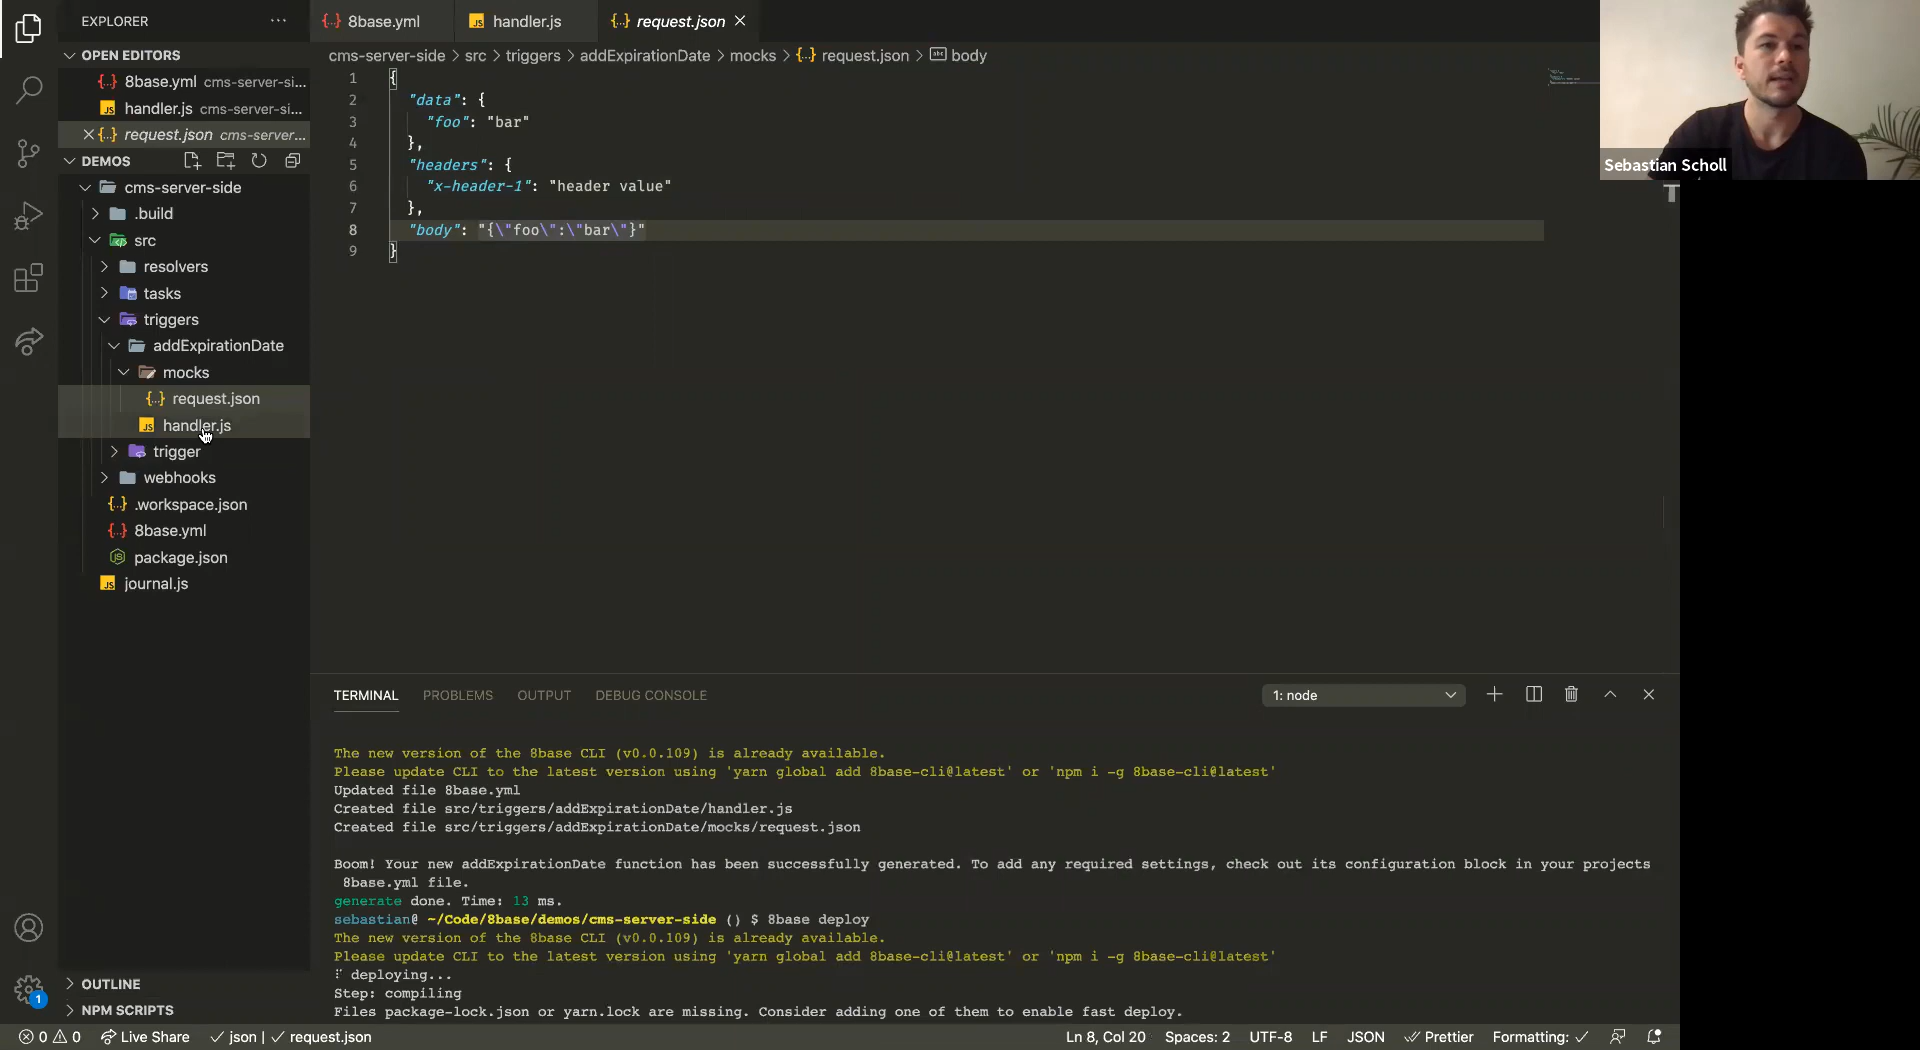 EXPLORER
8base.yml
handler.js
request.json
OPEN EDITORS
8base.yml cms-server-si...
handler.js cms-server-si...
request.json cms-server...
DEMOS
cms-server-side
.build
src
resolvers
tasks
triggers
addExpirationDate
mocks
request.json
handler.js
trigger
webhooks
.workspace.json
8base.yml
package.json
journal.js
OUTLINE
NPM SCRIPTS
cms-server-side > src > triggers > addExpirationDate > mocks > request.json > body
1 {
2 "data": {
3 "foo": "bar"
4 },
5 "headers": {
6 "x-header-1": "header value"
7 },
8 "body": "{\"foo\":\"bar\"}"
9 }
Sebastian Scholl
TERMINAL PROBLEMS OUTPUT DEBUG CONSOLE
1: node
The new version of the 8base CLI (v0.0.109) is already available.
Please update CLI to the latest version using 'yarn global add 8base-cli@latest' or 'npm i -g 8base-cli@latest'
Updated file 8base.yml
Created file src/triggers/addExpirationDate/handler.js
Created file src/triggers/addExpirationDate/mocks/request.json
Boom! Your new addExpirationDate function has been successfully generated. To add any required settings, check out its configuration block in your projects
8base.yml file.
generate done. Time: 13 ms.
sebastian@ ~/Code/8base/demos/cms-server-side () $ 8base deploy
The new version of the 8base CLI (v0.0.109) is already available.
Please update CLI to the latest version using 'yarn global add 8base-cli@latest' or 'npm i -g 8base-cli@latest'
deploying...
Step: compiling
Files package-lock.json or yarn.lock are missing. Consider adding one of them to enable fast deploy.
1
0 0 Live Share json | request.json
Ln 8, Col 20 Spaces: 2 UTF-8 LF JSON Prettier Formatting: